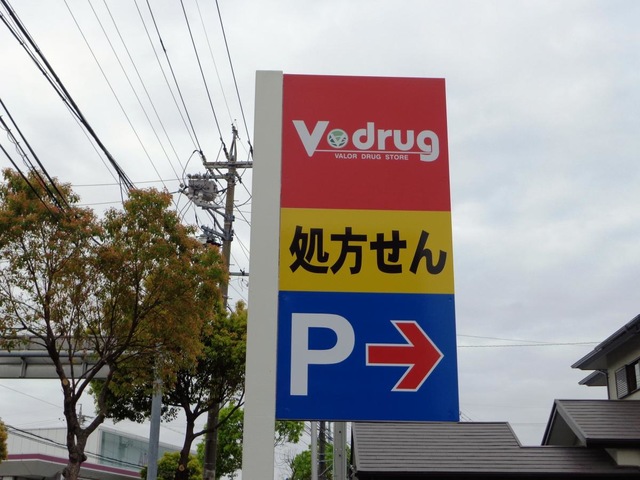 V drug
VALOR DRUG STORE
処方せん
P